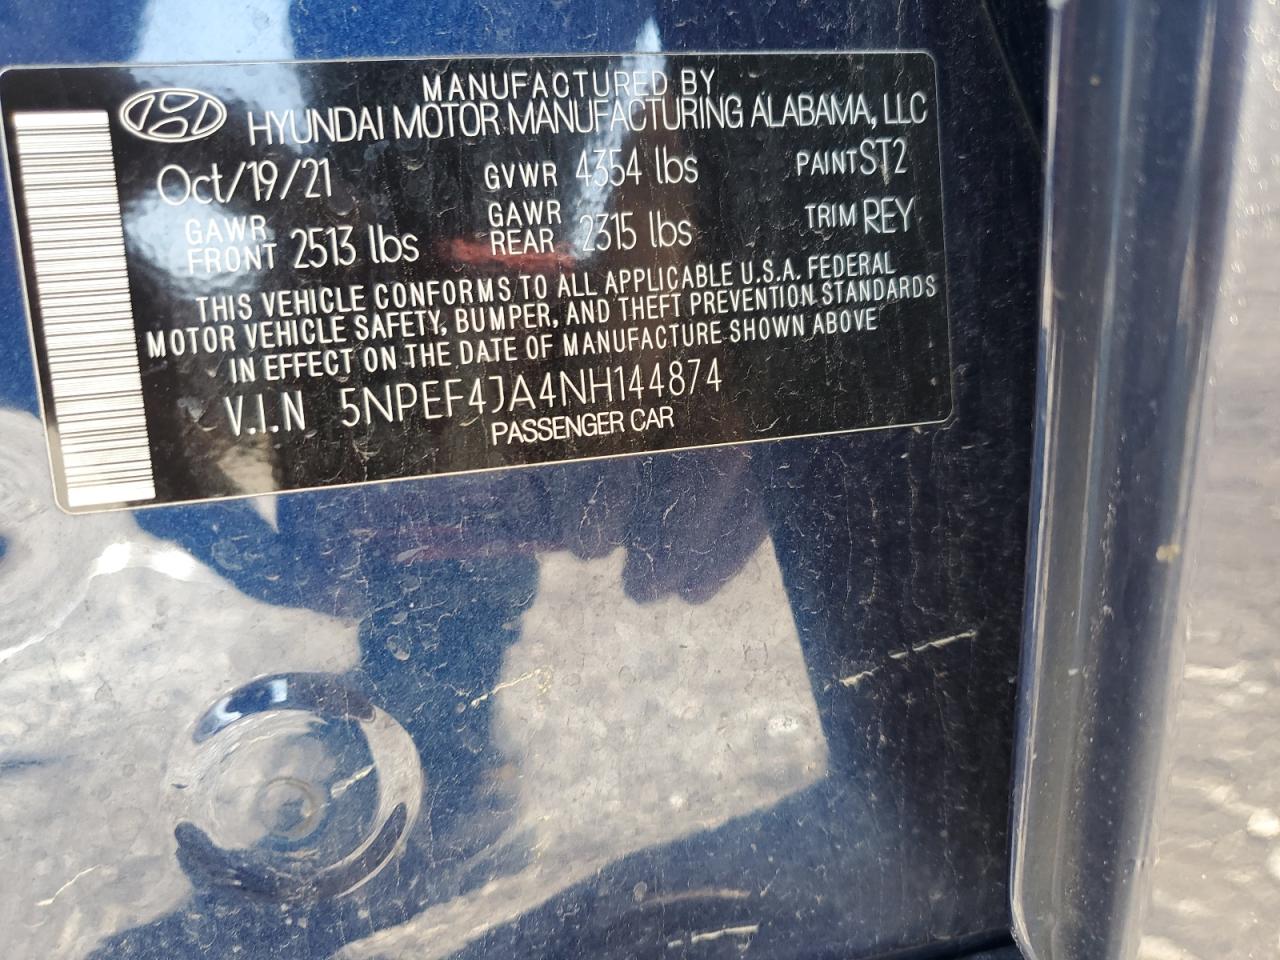 MANUFACTURED BY
HYUNDAI MOTOR MANUFACTURING ALABAMA, LLC
Oct/19/21 GVWR 4354 lbs PAINT ST2
GAWR FRONT 2513 lbs GAWR REAR 2315 lbs TRIM REY
THIS VEHICLE CONFORMS TO ALL APPLICABLE U.S.A. FEDERAL
MOTOR VEHICLE SAFETY, BUMPER, AND THEFT PREVENTION STANDARDS
IN EFFECT ON THE DATE OF MANUFACTURE SHOWN ABOVE
V.I.N 5NPEF4JA4NH144874
PASSENGER CAR